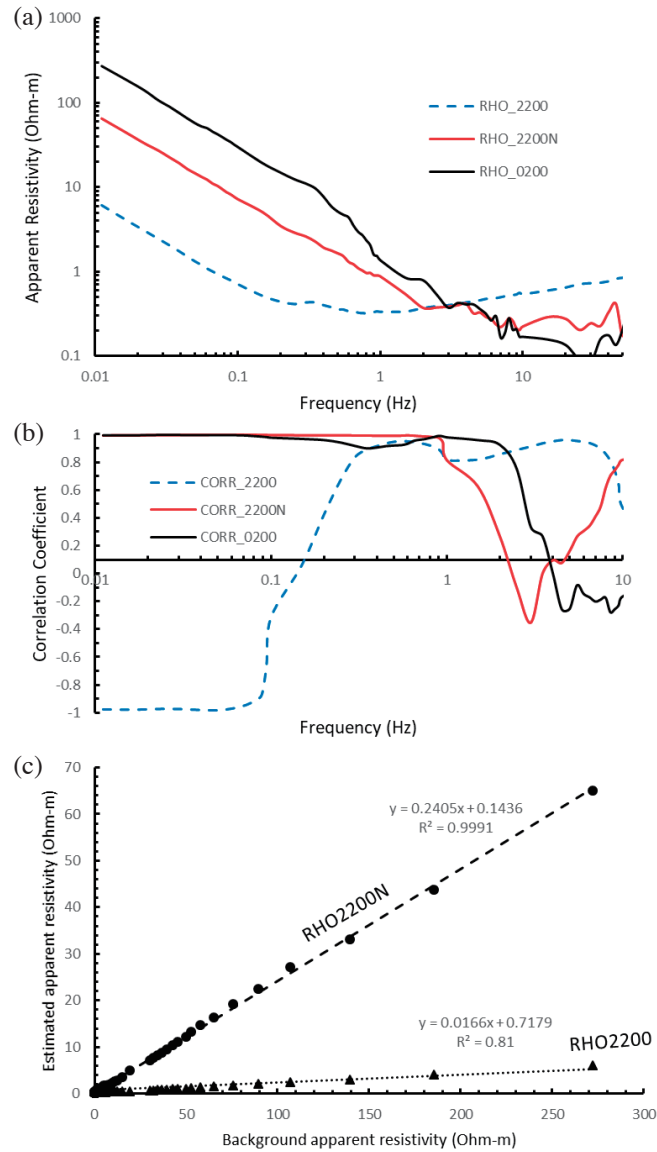 (a)
1000
100
10
1
0.1
Apparent Resistivity (Ohm-m)
RHO_2200
RHO_2200N
RHO_0200
0.01
0.1
1
10
Frequency (Hz)
(b)
1
0.8
0.6
0.4
0.2
0
-0.2
-0.4
-0.6
-0.8
-1
Correlation Coefficient
CORR_2200
CORR_2200N
CORR_0200
0.01
0.1
1
10
Frequency (Hz)
(c)
70
60
50
40
30
20
10
0
Estimated apparent resistivity (Ohm-m)
y = 0.2405x + 0.1436
R² = 0.9991
RHO2200N
y = 0.0166x + 0.7179
R² = 0.81
RHO2200
0
50
100
150
200
250
300
Background apparent resistivity (Ohm-m)